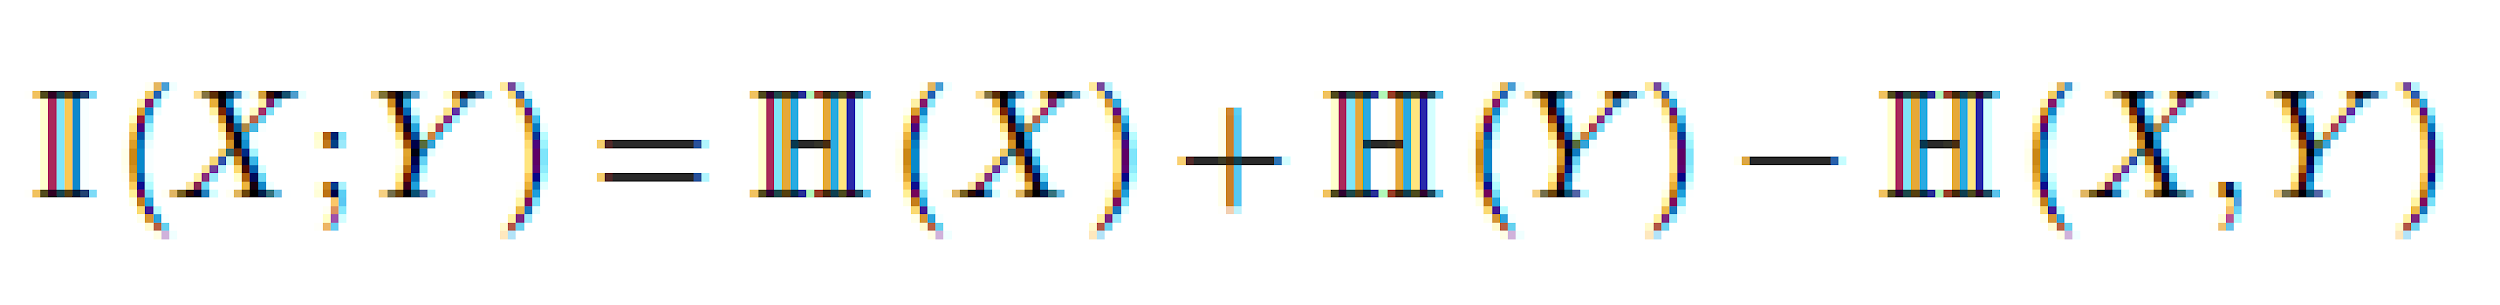 𝕀(X;Y) = ℍ(X) + ℍ(Y) − ℍ(X,Y)